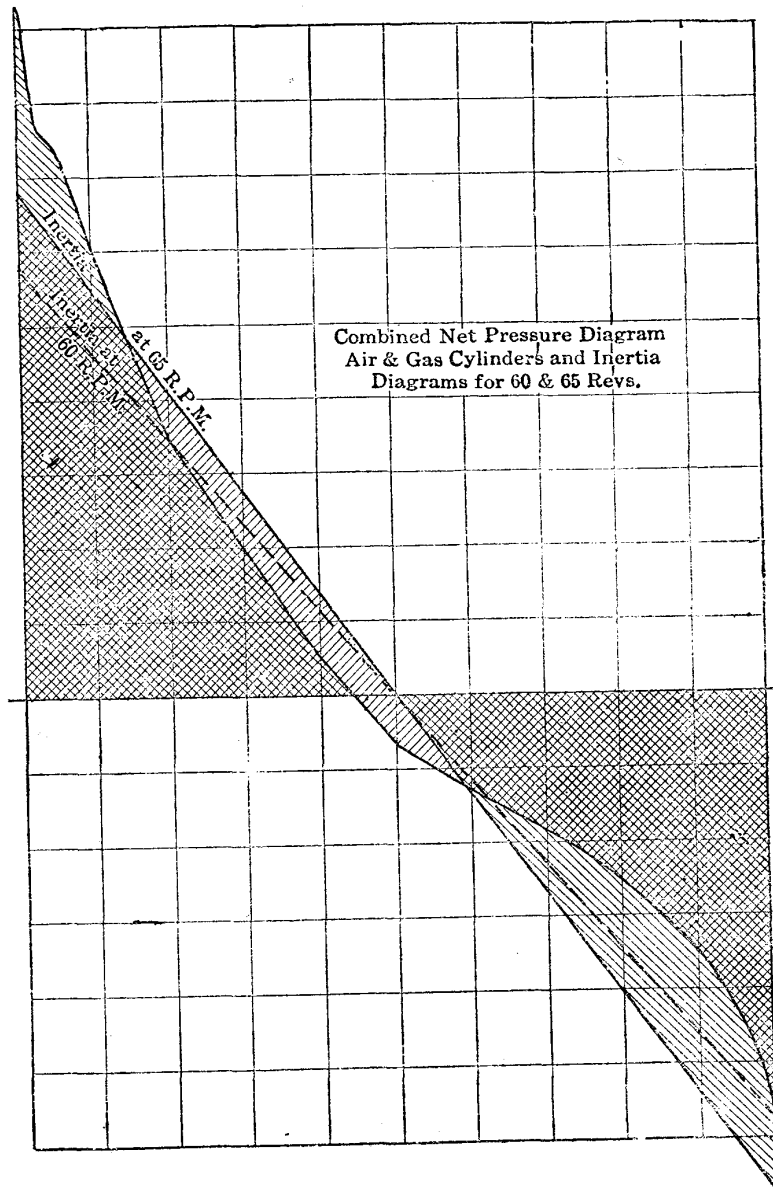 Inertia at 65 R.P.M.
Inertia at
60 R.P.M.
Combined Net Pressure Diagram
Air & Gas Cylinders and Inertia
Diagrams for 60 & 65 Revs.